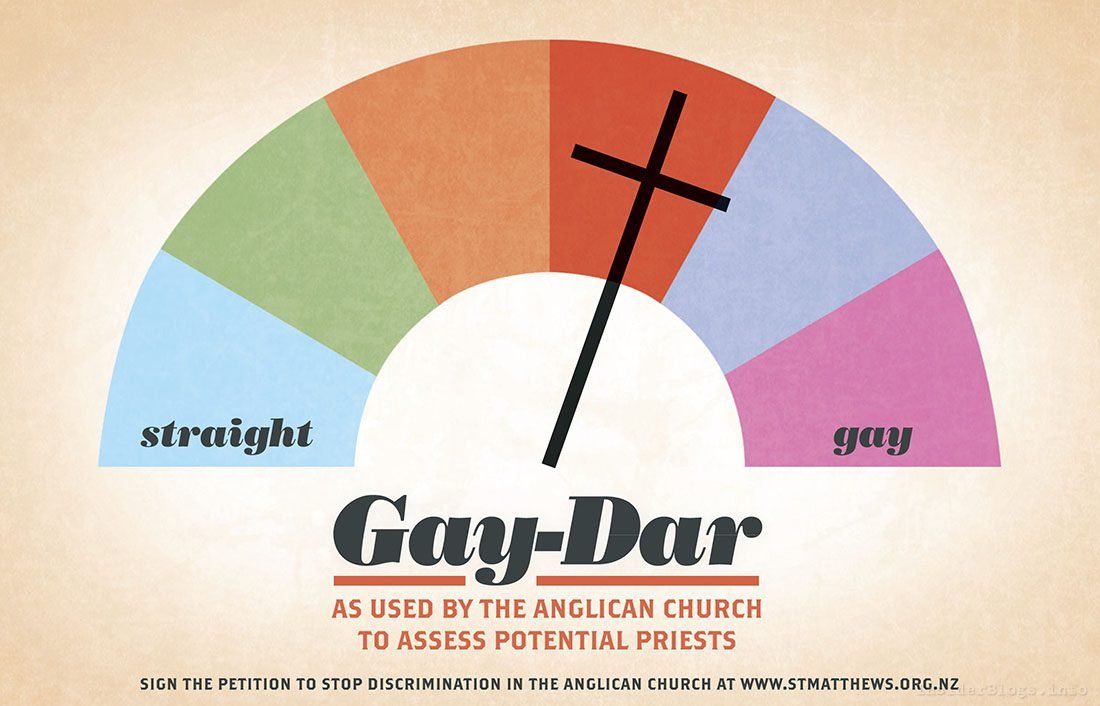 straight
gay
Gay-Dar
AS USED BY THE ANGLICAN CHURCH
TO ASSESS POTENTIAL PRIESTS
SIGN THE PETITION TO STOP DISCRIMINATION IN THE ANGLICAN CHURCH AT WWW.STMATTHEWS.ORG.NZ